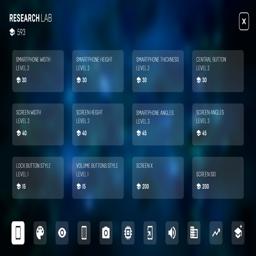 RESEARCH LAB
593
X
SMARTPHONE WIDTH
LEVEL 2
30
SMARTPHONE HEIGHT
LEVEL 2
30
SMARTPHONE THICKNESS
LEVEL 2
30
CENTRAL BUTTON
LEVEL 2
30
SCREEN WIDTH
LEVEL 3
40
SCREEN HEIGHT
LEVEL 3
40
SMARTPHONE ANGLES
LEVEL 3
45
SCREEN ANGLES
LEVEL 3
45
LOCK BUTTON STYLE
LEVEL 1
15
VOLUME BUTTONS STYLE
LEVEL 1
15
SCREEN X
200
SCREEN 360
200